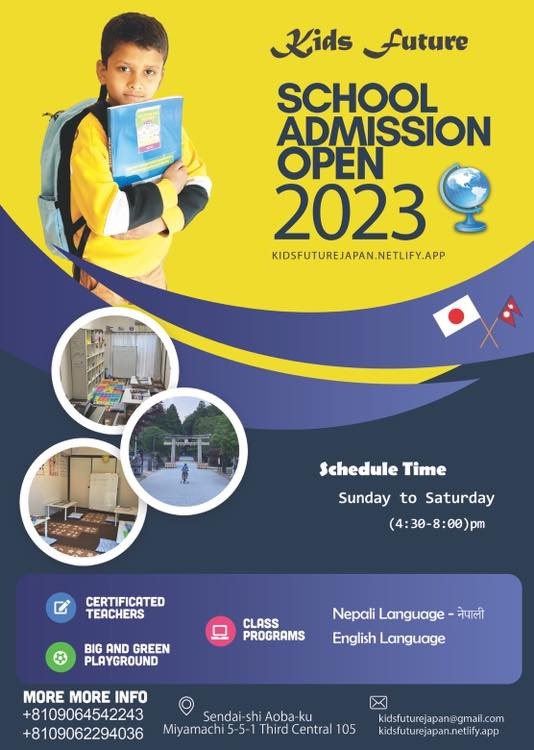 Kids Future
SCHOOL
ADMISSION
OPEN
2023
KIDSFUTUREJAPAN.NETLIFY.APP
Schedule Time
Sunday to Saturday
(4:30-8:00)pm
CERTIFICATED
TEACHERS
BIG AND GREEN
PLAYGROUND
CLASS
PROGRAMS
Nepali Language - नेपाली
English Language
MORE MORE INFO
+8109064542243
+8109062294036
Sendai-shi Aoba-ku
Miyamachi 5-5-1 Third Central 105
kidsfuturejapan@gmail.com
kidsfuturejapan.netlify.app